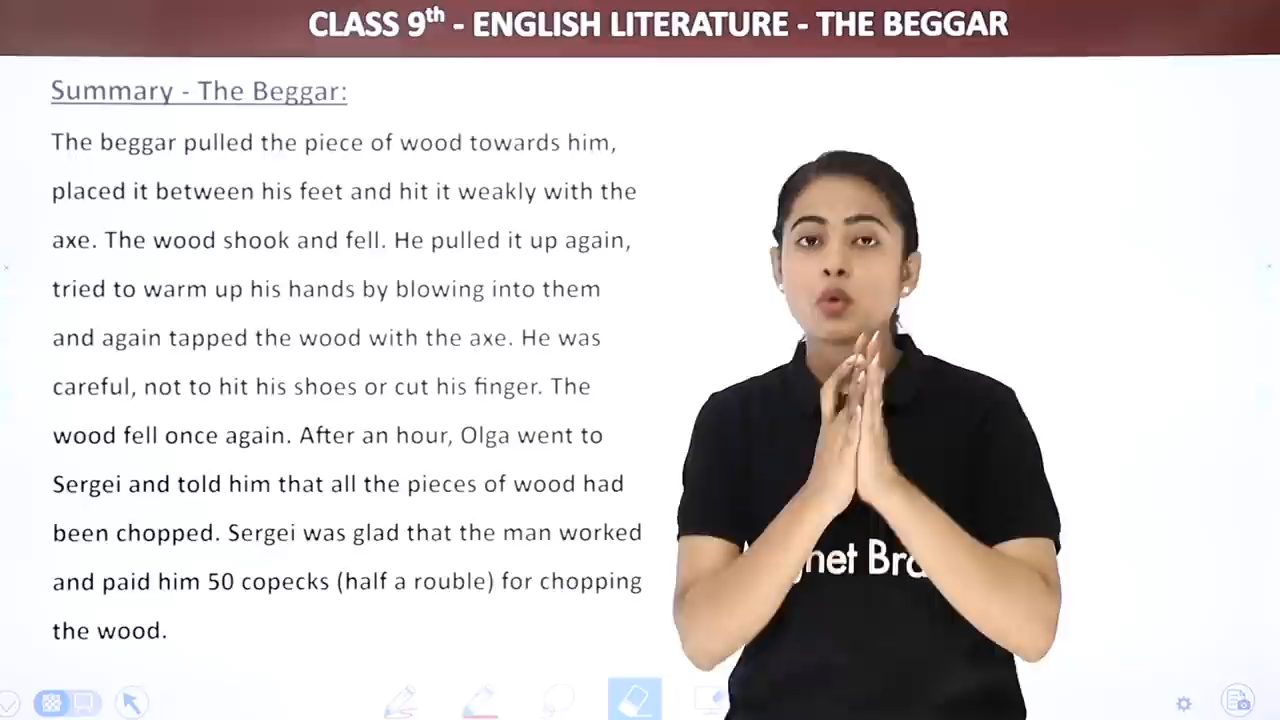 CLASS 9th - ENGLISH LITERATURE - THE BEGGAR
Summary - The Beggar:
The beggar pulled the piece of wood towards him,
placed it between his feet and hit it weakly with the
axe. The wood shook and fell. He pulled it up again,
tried to warm up his hands by blowing into them
and again tapped the wood with the axe. He was
careful, not to hit his shoes or cut his finger. The
wood fell once again. After an hour, Olga went to
Sergei and told him that all the pieces of wood had
been chopped. Sergei was glad that the man worked
and paid him 50 copecks (half a rouble) for chopping
the wood.